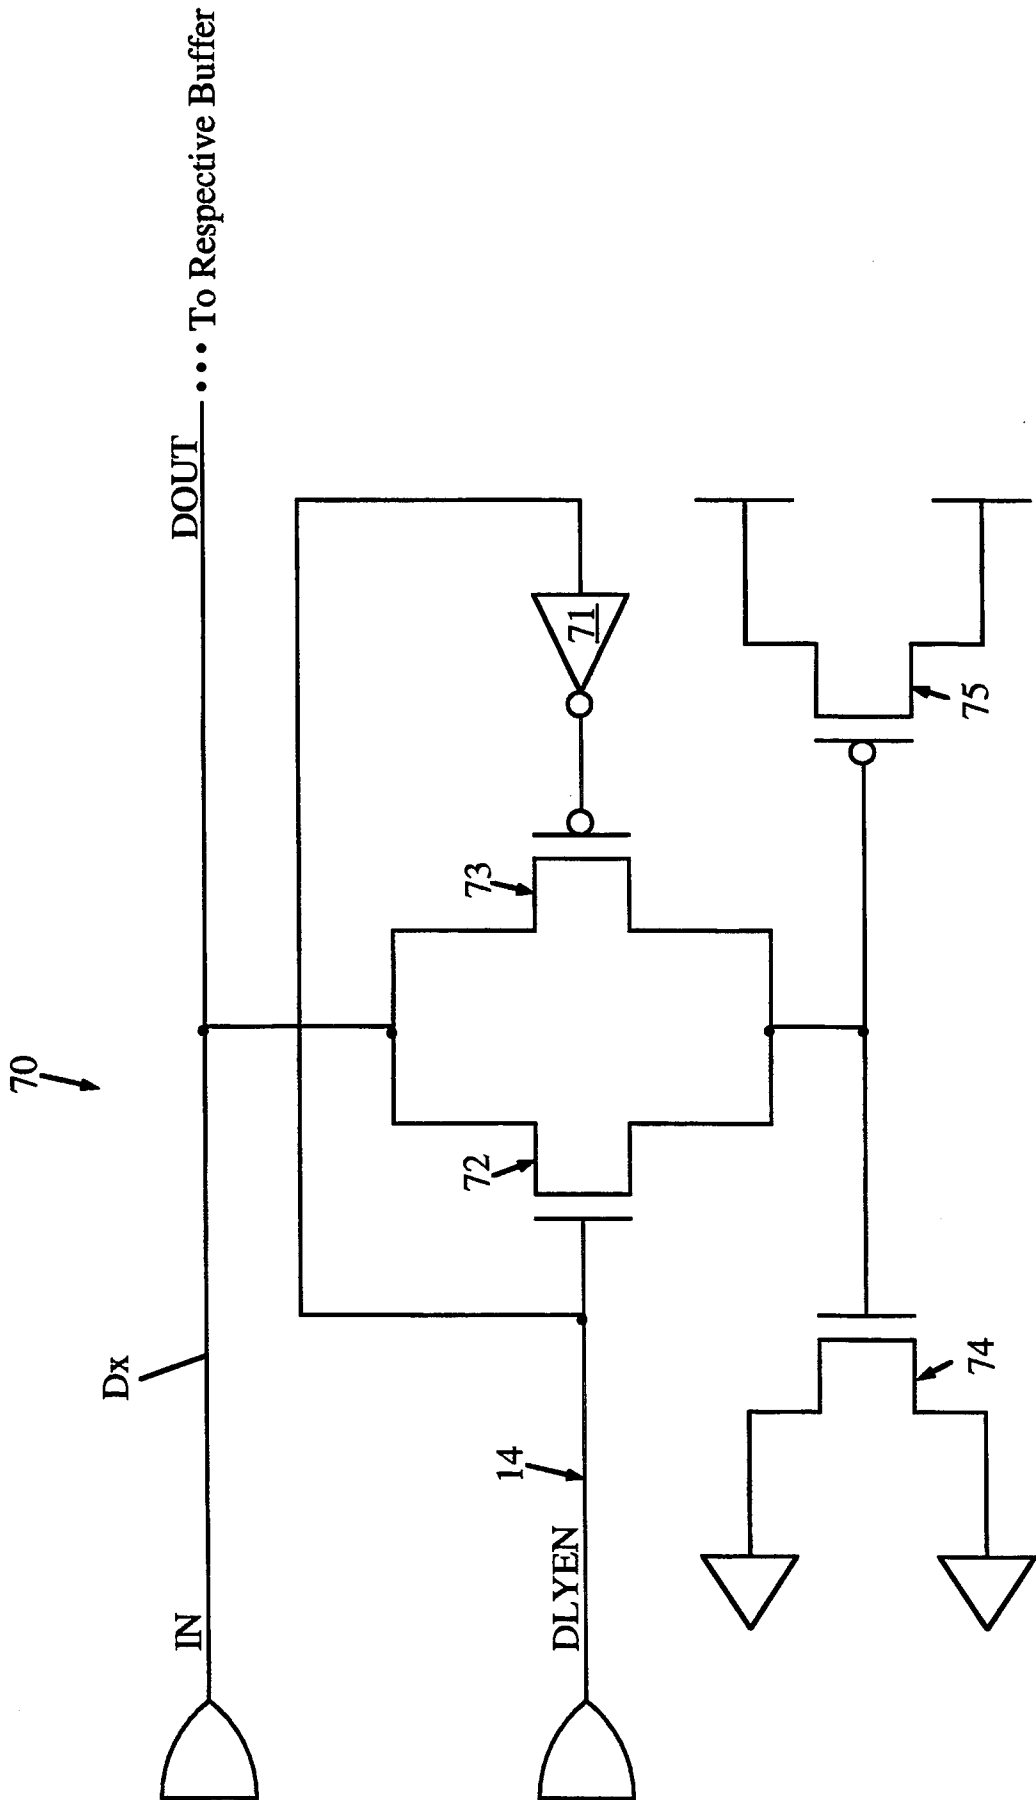 70
IN
Dx
DOUT
••• To Respective Buffer
DLYEN
14
72
73
71
74
75